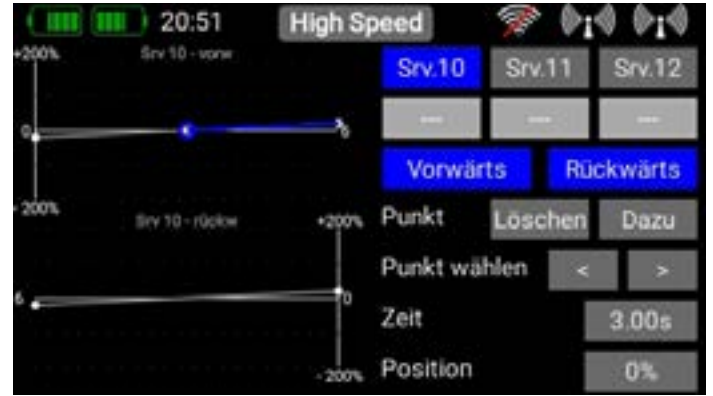 20:51 High Speed
+200% Srv 10 - vorw Srv.10 Srv.11 Srv.12
0 6 --- --- ---
Vorwärts Rückwärts
- 200% Srv 10 - rückw +200% Punkt Löschen Dazu
Punkt wählen < >
6 0 Zeit 3.00s
- 200% Position 0%